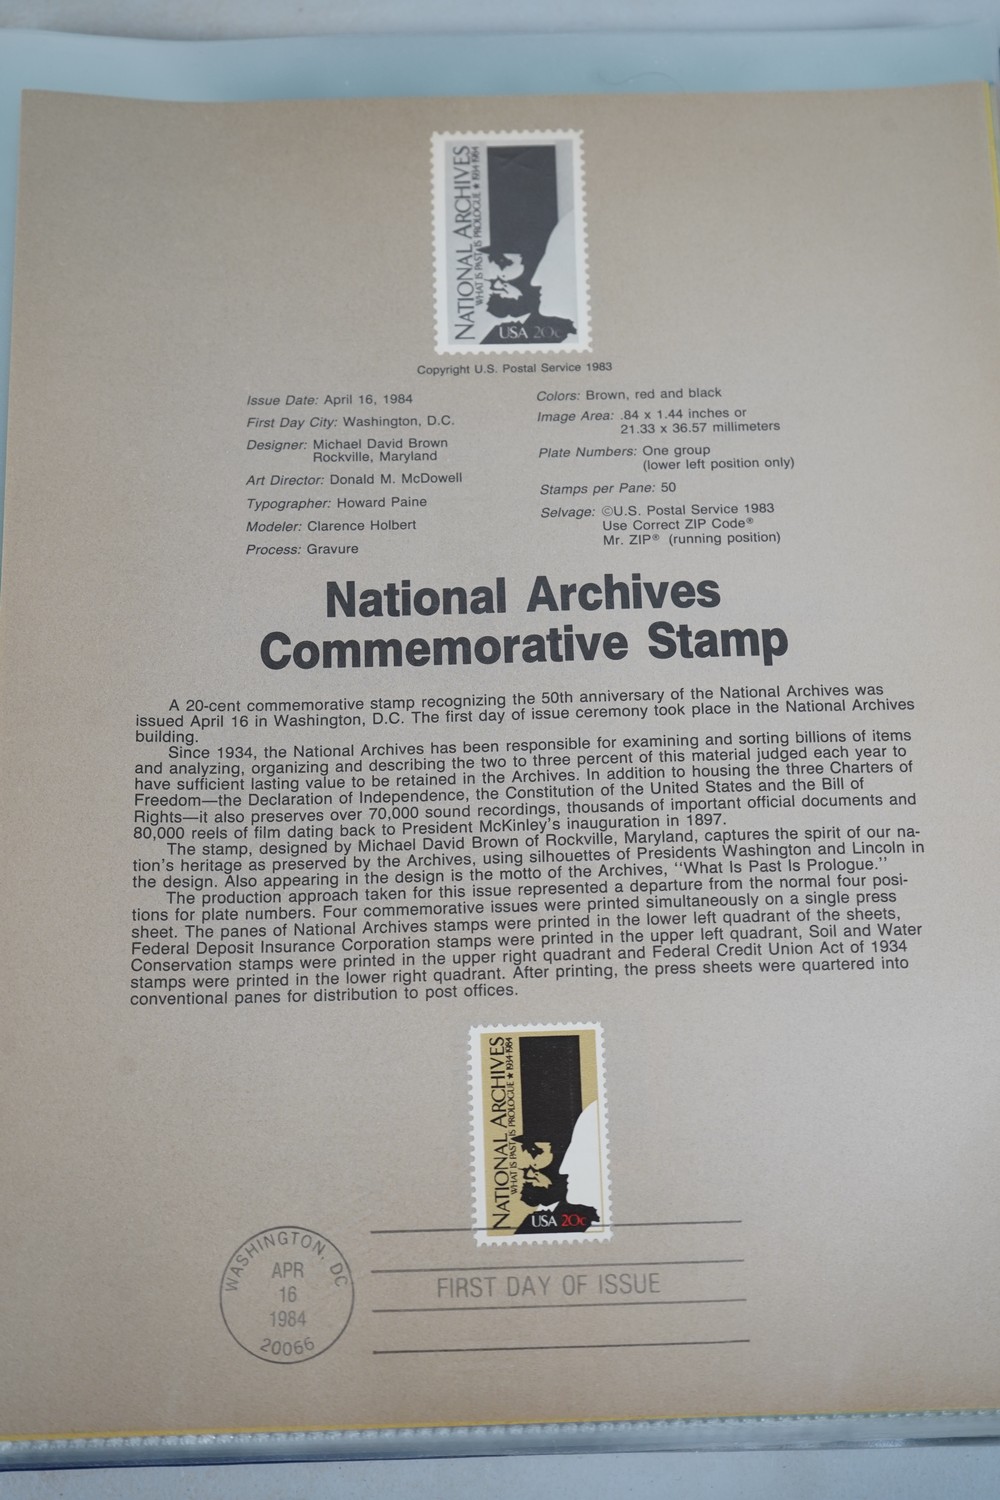 NATIONAL ARCHIVES
WHAT IS PAST IS PROLOGUE ★ 1934-1984
USA 20c
Copyright U.S. Postal Service 1983
Issue Date: April 16, 1984
First Day City: Washington, D.C.
Designer: Michael David Brown
Rockville, Maryland
Art Director: Donald M. McDowell
Typographer: Howard Paine
Modeler: Clarence Holbert
Process: Gravure
Colors: Brown, red and black
Image Area: .84 x 1.44 inches or
21.33 x 36.57 millimeters
Plate Numbers: One group
(lower left position only)
Stamps per Pane: 50
Selvage: ©U.S. Postal Service 1983
Use Correct ZIP Code®
Mr. ZIP® (running position)
National Archives
Commemorative Stamp
A 20-cent commemorative stamp recognizing the 50th anniversary of the National Archives was
issued April 16 in Washington, D.C. The first day of issue ceremony took place in the National Archives
building.
Since 1934, the National Archives has been responsible for examining and sorting billions of items
and analyzing, organizing and describing the two to three percent of this material judged each year to
have sufficient lasting value to be retained in the Archives. In addition to housing the three Charters of
Freedom—the Declaration of Independence, the Constitution of the United States and the Bill of
Rights—it also preserves over 70,000 sound recordings, thousands of important official documents and
80,000 reels of film dating back to President McKinley's inauguration in 1897.
The stamp, designed by Michael David Brown of Rockville, Maryland, captures the spirit of our na-
tion's heritage as preserved by the Archives, using silhouettes of Presidents Washington and Lincoln in
the design. Also appearing in the design is the motto of the Archives, "What Is Past Is Prologue."
The production approach taken for this issue represented a departure from the normal four posi-
tions for plate numbers. Four commemorative issues were printed simultaneously on a single press
sheet. The panes of National Archives stamps were printed in the lower left quadrant of the sheets,
Federal Deposit Insurance Corporation stamps were printed in the upper left quadrant, Soil and Water
Conservation stamps were printed in the upper right quadrant and Federal Credit Union Act of 1934
stamps were printed in the lower right quadrant. After printing, the press sheets were quartered into
conventional panes for distribution to post offices.
NATIONAL ARCHIVES
WHAT IS PAST IS PROLOGUE ★ 1934-1984
USA 20c
WASHINGTON, DC
APR
16
1984
20066
FIRST DAY OF ISSUE